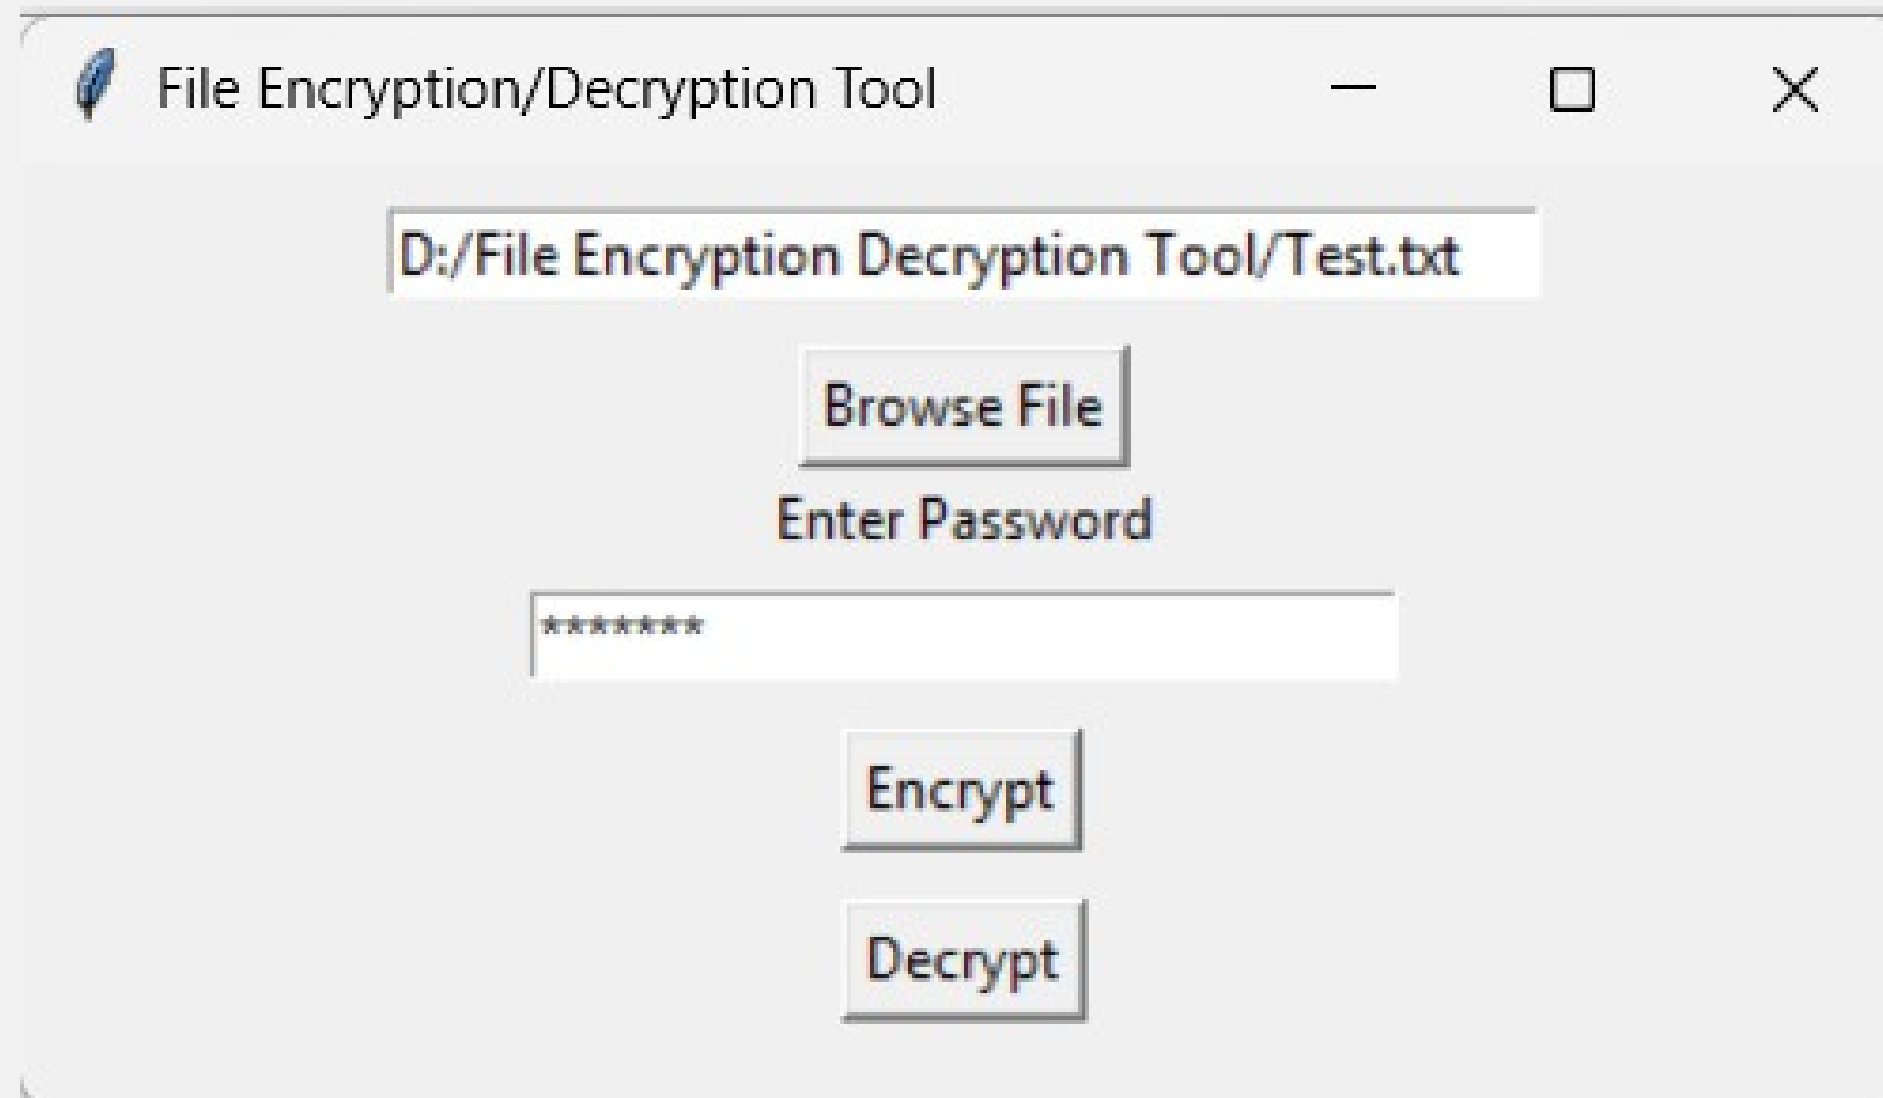 File Encryption/Decryption Tool
D:/File Encryption Decryption Tool/Test.txt
Browse File
Enter Password
*******
Encrypt
Decrypt